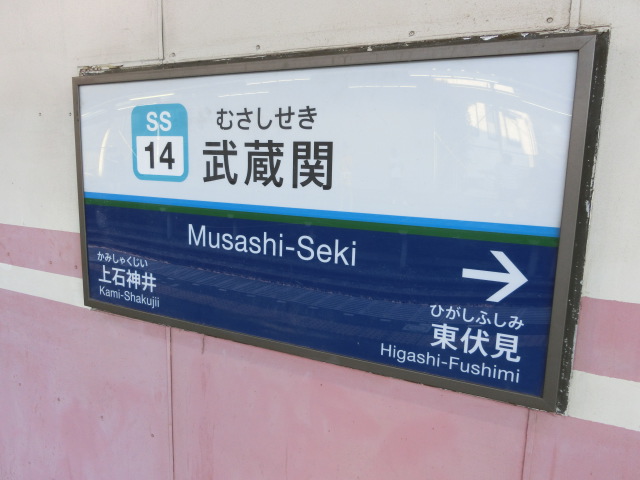 SS
14
むさしせき
武蔵関
Musashi-Seki
かみしゃくじい
上石神井
Kami-Shakujii
ひがしふしみ
東伏見
Higashi-Fushimi